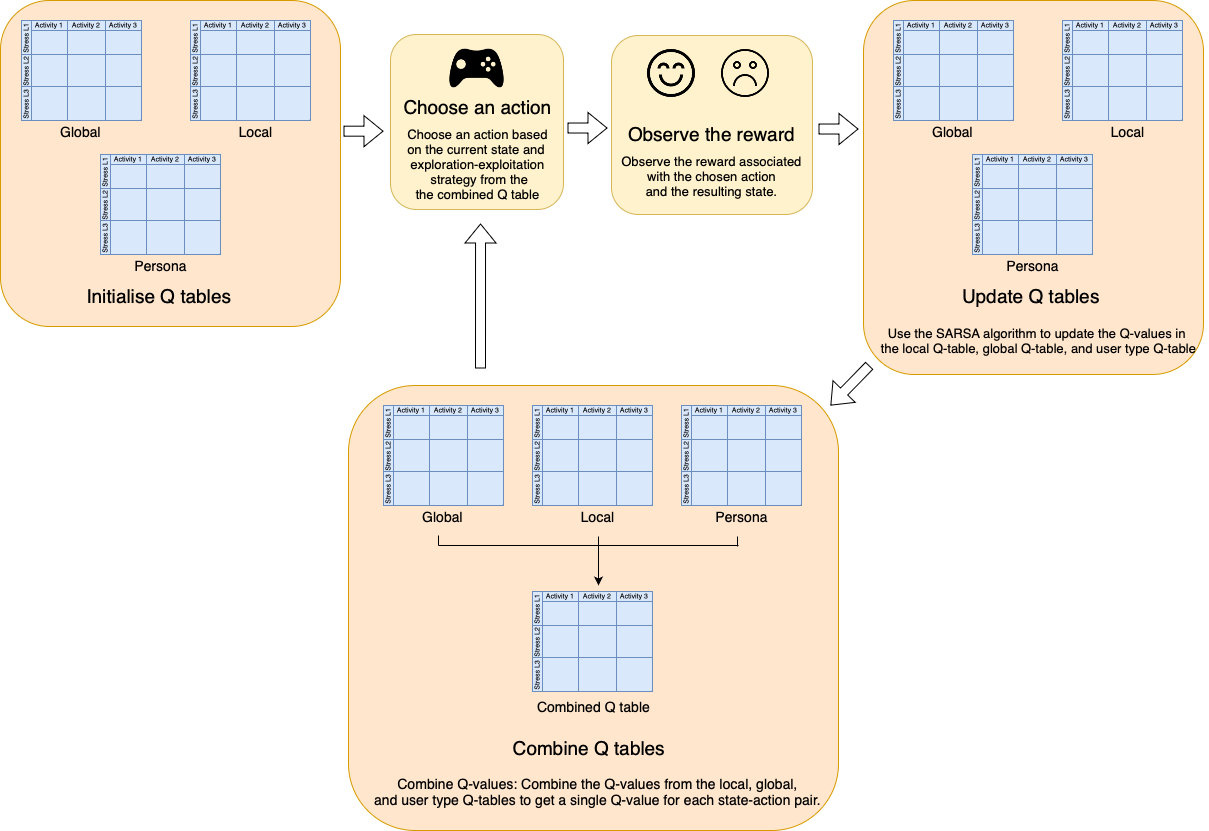 Activity 1 Activity 2 Activity 3
Stress L1
Stress L2
Stress L3
Global
Activity 1 Activity 2 Activity 3
Stress L1
Stress L2
Stress L3
Local
Activity 1 Activity 2 Activity 3
Stress L1
Stress L2
Stress L3
Persona
Initialise Q tables
Choose an action
Choose an action based
on the current state and
exploration-exploitation
strategy from the
the combined Q table
Observe the reward
Observe the reward associated
with the chosen action
and the resulting state.
Activity 1 Activity 2 Activity 3
Stress L1
Stress L2
Stress L3
Global
Activity 1 Activity 2 Activity 3
Stress L1
Stress L2
Stress L3
Local
Activity 1 Activity 2 Activity 3
Stress L1
Stress L2
Stress L3
Persona
Update Q tables
Use the SARSA algorithm to update the Q-values in
the local Q-table, global Q-table, and user type Q-table
Activity 1 Activity 2 Activity 3
Stress L1
Stress L2
Stress L3
Global
Activity 1 Activity 2 Activity 3
Stress L1
Stress L2
Stress L3
Local
Activity 1 Activity 2 Activity 3
Stress L1
Stress L2
Stress L3
Persona
Activity 1 Activity 2 Activity 3
Stress L1
Stress L2
Stress L3
Combined Q table
Combine Q tables
Combine Q-values: Combine the Q-values from the local, global,
and user type Q-tables to get a single Q-value for each state-action pair.